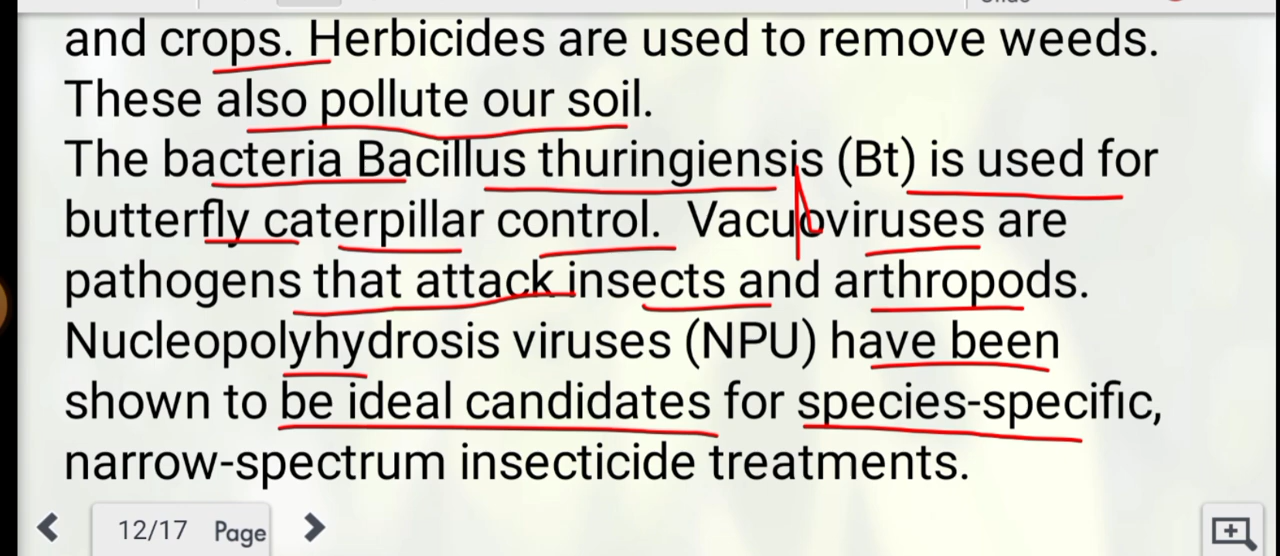 and crops. Herbicides are used to remove weeds.
These also pollute our soil.
The bacteria Bacillus thuringiensis (Bt) is used for
butterfly caterpillar control. Vacuoviruses are
pathogens that attack insects and arthropods.
Nucleopolyhydrosis viruses (NPU) have been
shown to be ideal candidates for species-specific,
narrow-spectrum insecticide treatments.
12/17 Page